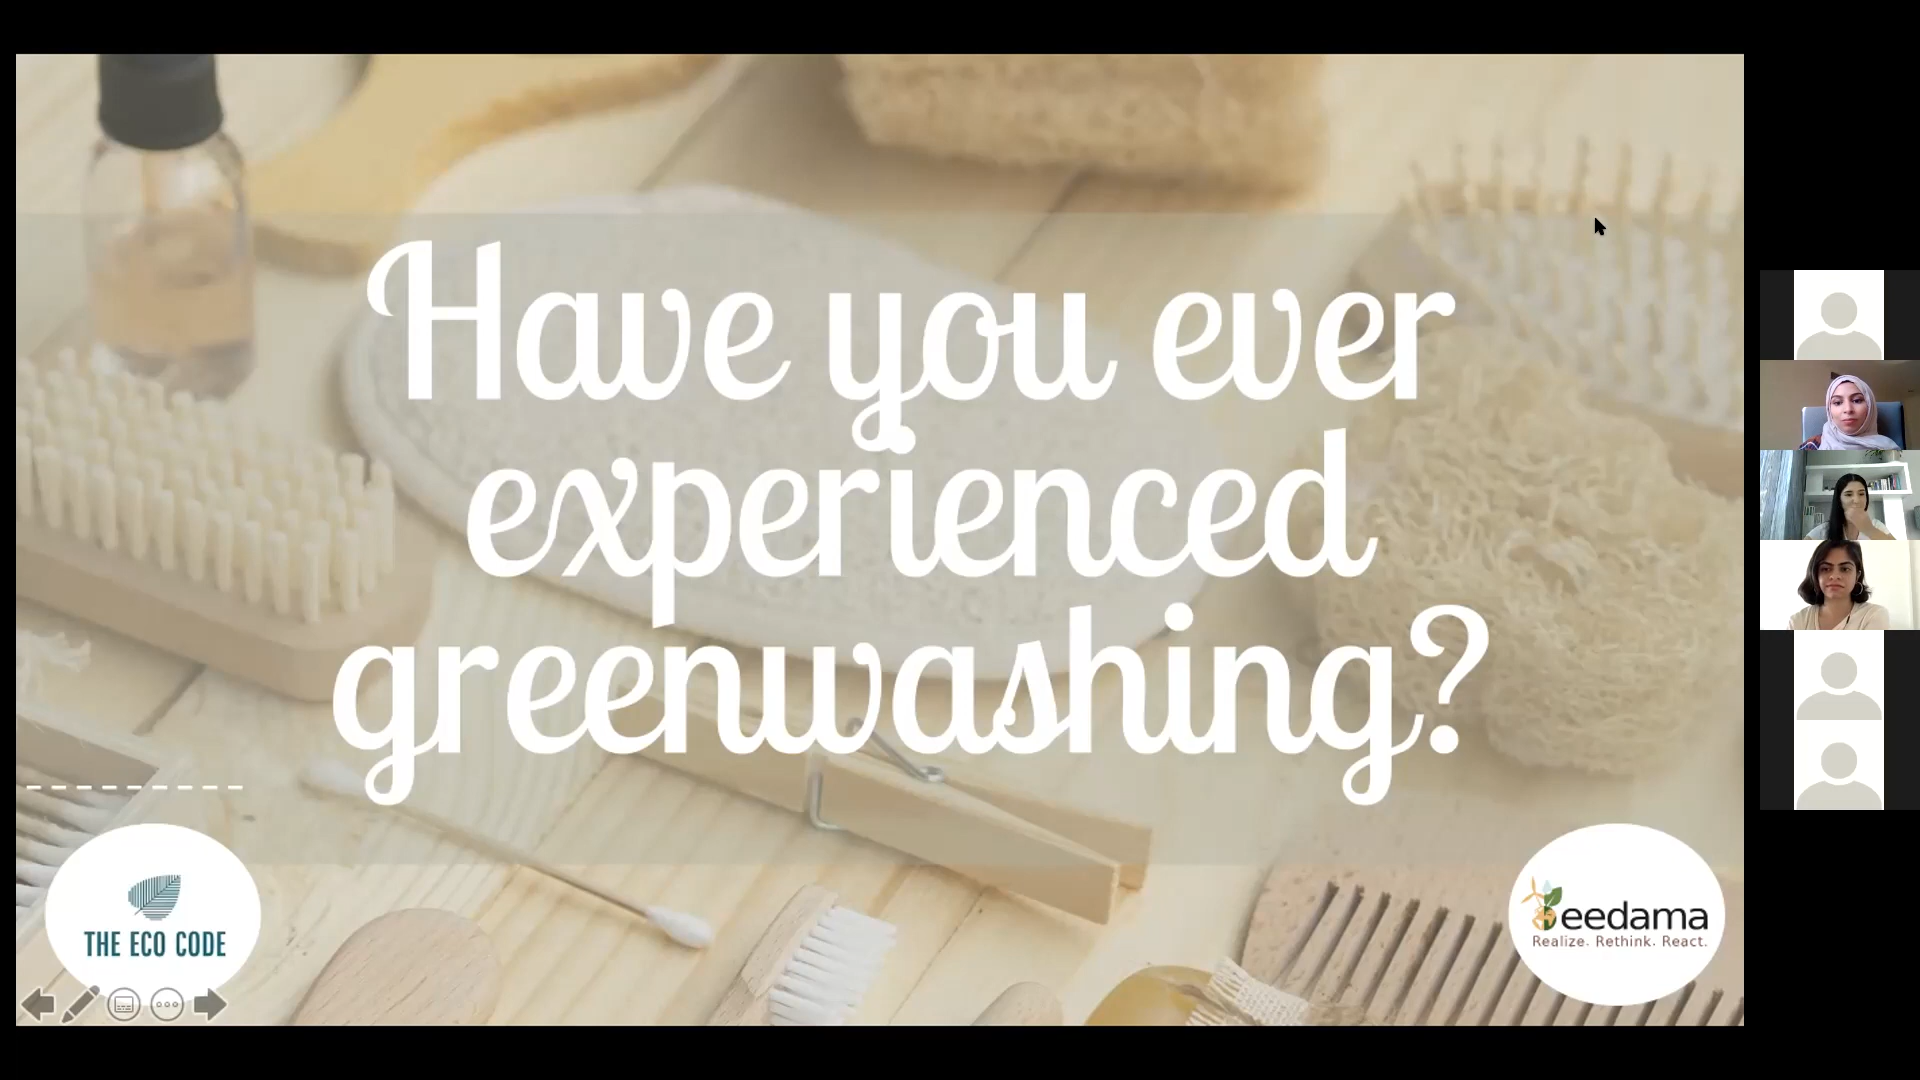 Have you ever
experienced
greenwashing?
THE ECO CODE
eedama
Realize. Rethink. React.